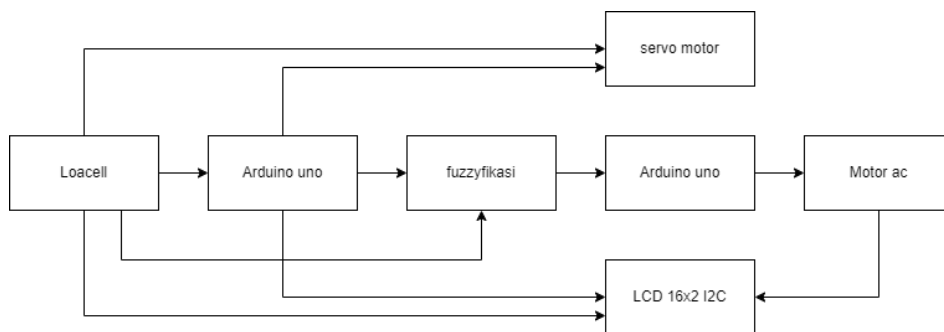 servo motor
Loacell
Arduino uno
fuzzyfikasi
Arduino uno
Motor ac
LCD 16x2 I2C